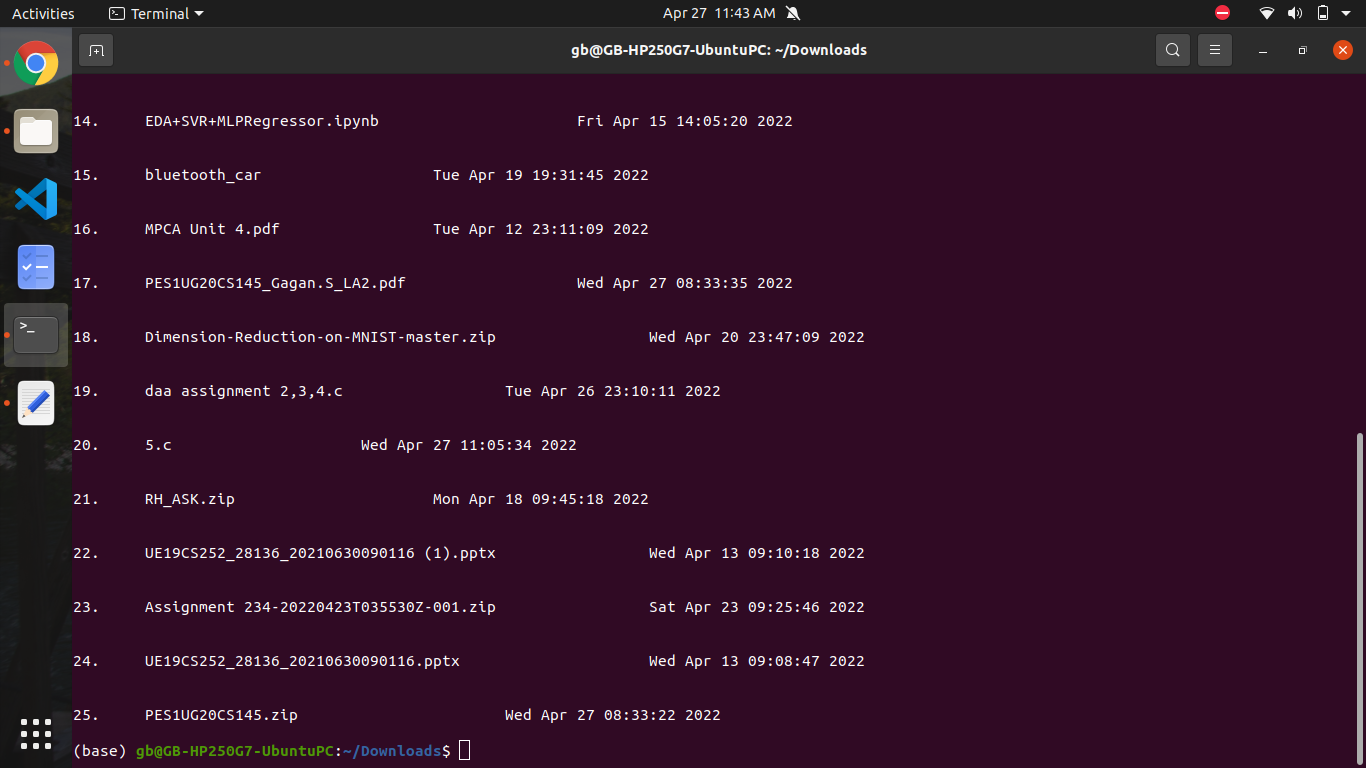 Activities Terminal Apr 27 11:43 AM
gb@GB-HP250G7-UbuntuPC: ~/Downloads
14. EDA+SVR+MLPRegressor.ipynb Fri Apr 15 14:05:20 2022
15. bluetooth_car Tue Apr 19 19:31:45 2022
16. MPCA Unit 4.pdf Tue Apr 12 23:11:09 2022
17. PES1UG20CS145_Gagan.S_LA2.pdf Wed Apr 27 08:33:35 2022
18. Dimension-Reduction-on-MNIST-master.zip Wed Apr 20 23:47:09 2022
19. daa assignment 2,3,4.c Tue Apr 26 23:10:11 2022
20. 5.c Wed Apr 27 11:05:34 2022
21. RH_ASK.zip Mon Apr 18 09:45:18 2022
22. UE19CS252_28136_20210630090116 (1).pptx Wed Apr 13 09:10:18 2022
23. Assignment 234-20220423T035530Z-001.zip Sat Apr 23 09:25:46 2022
24. UE19CS252_28136_20210630090116.pptx Wed Apr 13 09:08:47 2022
25. PES1UG20CS145.zip Wed Apr 27 08:33:22 2022
(base) gb@GB-HP250G7-UbuntuPC:~/Downloads$